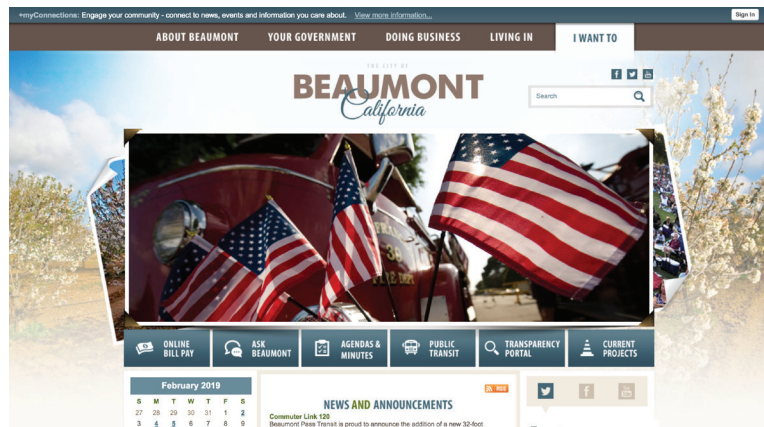 +myConnections: Engage your community - connect to news, events and information you care about. View more information... Sign In
ABOUT BEAUMONT YOUR GOVERNMENT DOING BUSINESS LIVING IN I WANT TO
THE CITY OF
BEAUMONT
California
Search
38
FIRE DEPT
ONLINE
BILL PAY
ASK
BEAUMONT
AGENDAS &
MINUTES
PUBLIC
TRANSIT
TRANSPARENCY
PORTAL
CURRENT
PROJECTS
February 2019
S M T W T F S
27 28 29 30 31 1 2
3 4 5 6 7 8 9
RSS
NEWS AND ANNOUNCEMENTS
Commuter Link 120
Beaumont Pass Transit is proud to announce the addition of a new 32-foot